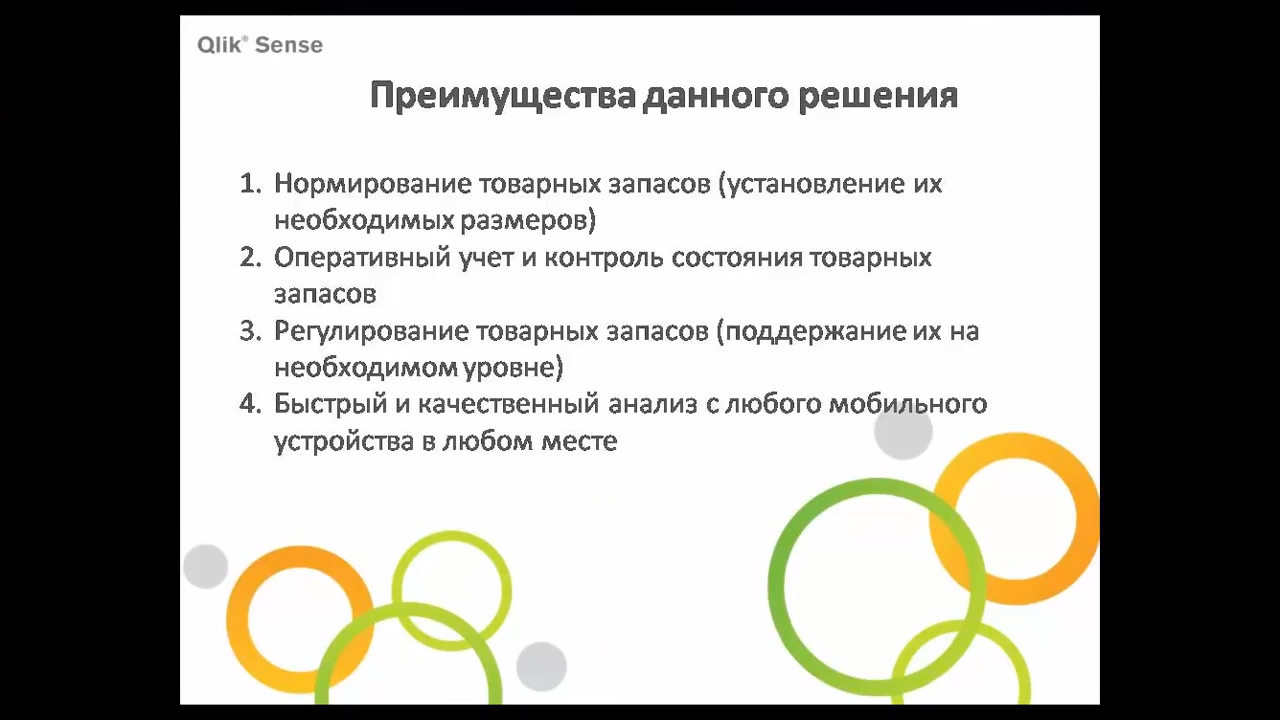 Qlik® Sense
Преимущества данного решения
1. Нормирование товарных запасов (установление их
необходимых размеров)
2. Оперативный учет и контроль состояния товарных
запасов
3. Регулирование товарных запасов (поддержание их на
необходимом уровне)
4. Быстрый и качественный анализ с любого мобильного
устройства в любом месте